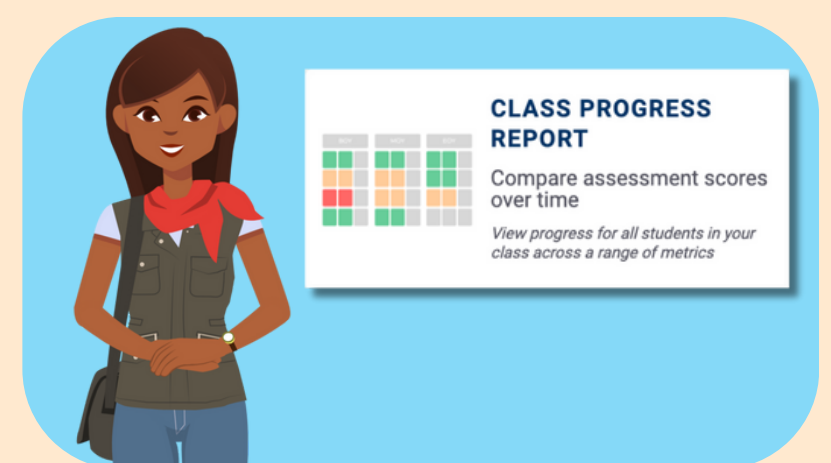 CLASS PROGRESS
REPORT
Compare assessment scores
over time
View progress for all students in your
class across a range of metrics